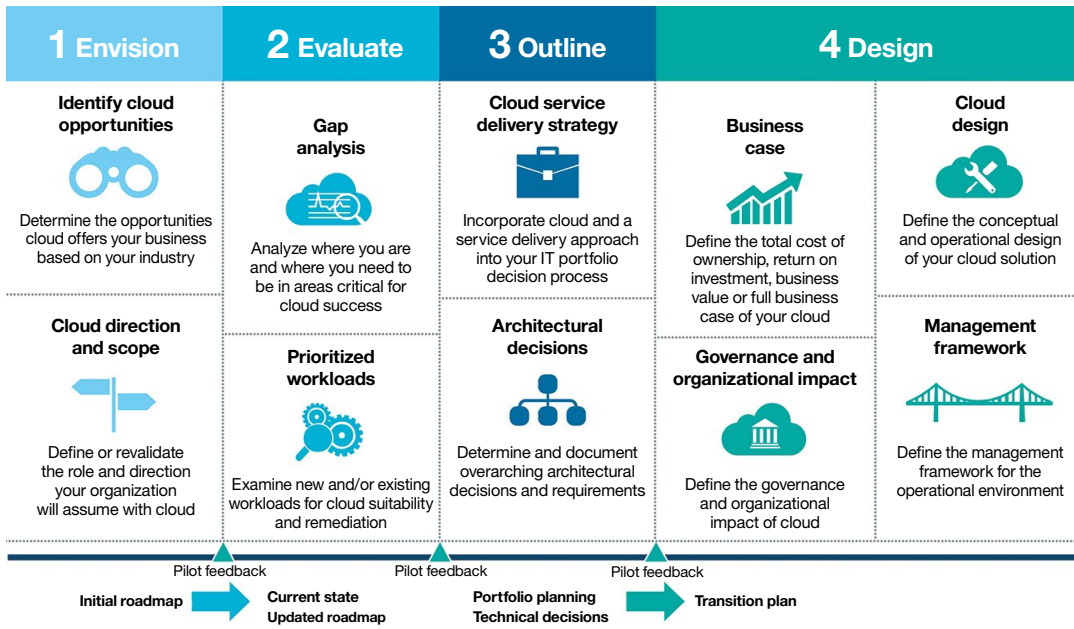 1 Envision
2 Evaluate
3 Outline
4 Design
Identify cloud
opportunities
Determine the opportunities
cloud offers your business
based on your industry
Cloud direction
and scope
Define or revalidate
the role and direction
your organization
will assume with cloud
Gap
analysis
Analyze where you are
and where you need to
be in areas critical for
cloud success
Prioritized
workloads
Examine new and/or existing
workloads for cloud suitability
and remediation
Cloud service
delivery strategy
Incorporate cloud and a
service delivery approach
into your IT portfolio
decision process
Architectural
decisions
Determine and document
overarching architectural
decisions and requirements
Business
case
Define the total cost of
ownership, return on
investment, business
value or full business
case of your cloud
Governance and
organizational impact
Define the governance
and organizational
impact of cloud
Cloud
design
Define the conceptual
and operational design
of your cloud solution
Management
framework
Define the management
framework for the
operational environment
Pilot feedback
Pilot feedback
Pilot feedback
Initial roadmap
Current state
Updated roadmap
Portfolio planning
Technical decisions
Transition plan